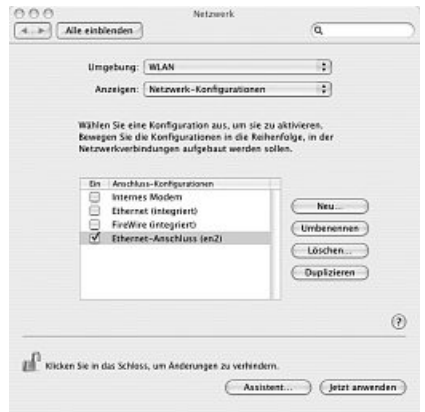 Netzwerk
Alle einblenden
Umgebung: WLAN
Anzeigen: Netzwerk-Konfigurationen
Wählen Sie eine Konfiguration aus, um sie zu aktivieren.
Bewegen Sie die Konfigurationen in die Reihenfolge, in der
Netzwerkverbindungen aufgebaut werden sollen.
Ein Anschluss-Konfigurationen
Internes Modem
Ethernet (integriert)
FireWire (integriert)
Ethernet-Anschluss (en2)
Neu...
Umbenennen
Löschen...
Duplizieren
?
Klicken Sie in das Schloss, um Änderungen zu verhindern.
Assistent... Jetzt anwenden